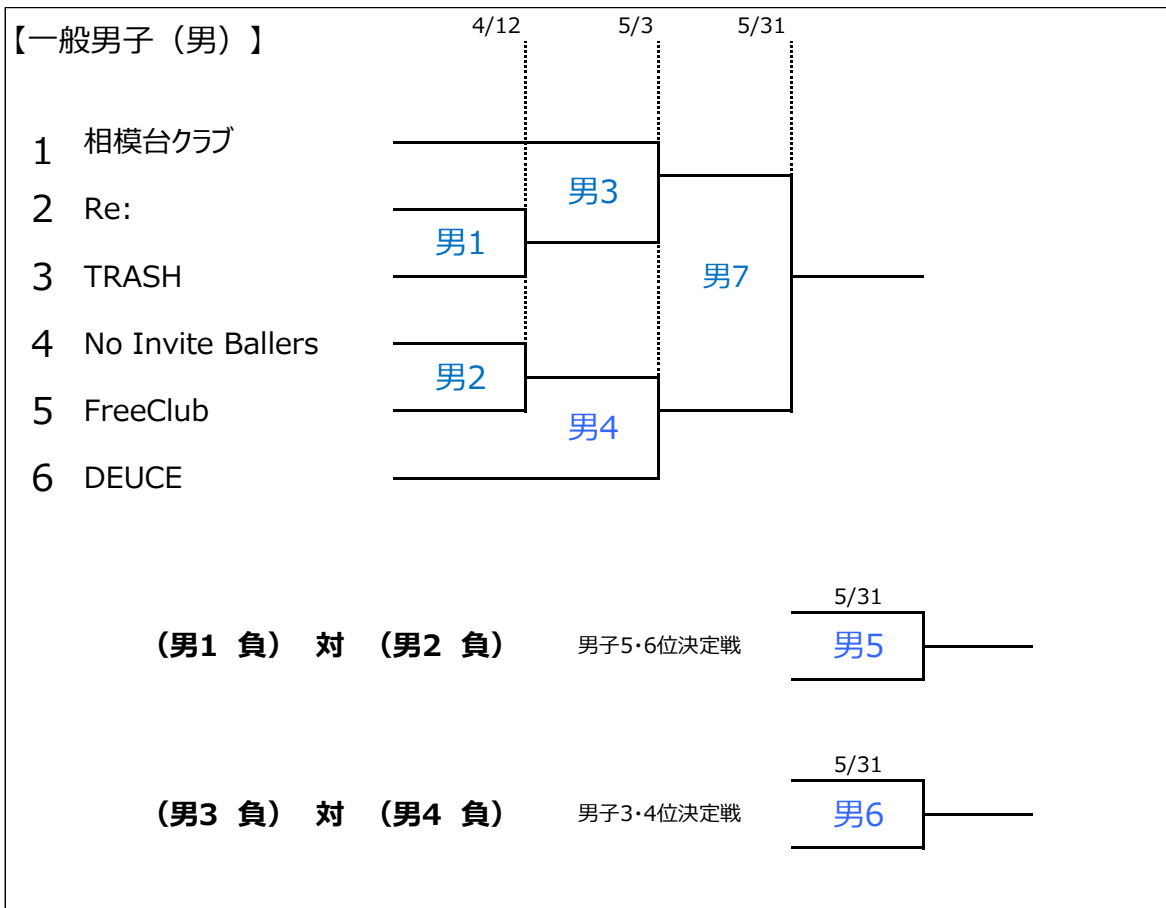 4/12 5/3 5/31
【一般男子（男）】
1 相模台クラブ
男3
2 Re:
男1
3 TRASH
男7
4 No Invite Ballers
男2
5 FreeClub
男4
6 DEUCE
5/31
（男1 負） 対 （男2 負） 男子5・6位決定戦 男5
5/31
（男3 負） 対 （男4 負） 男子3・4位決定戦 男6